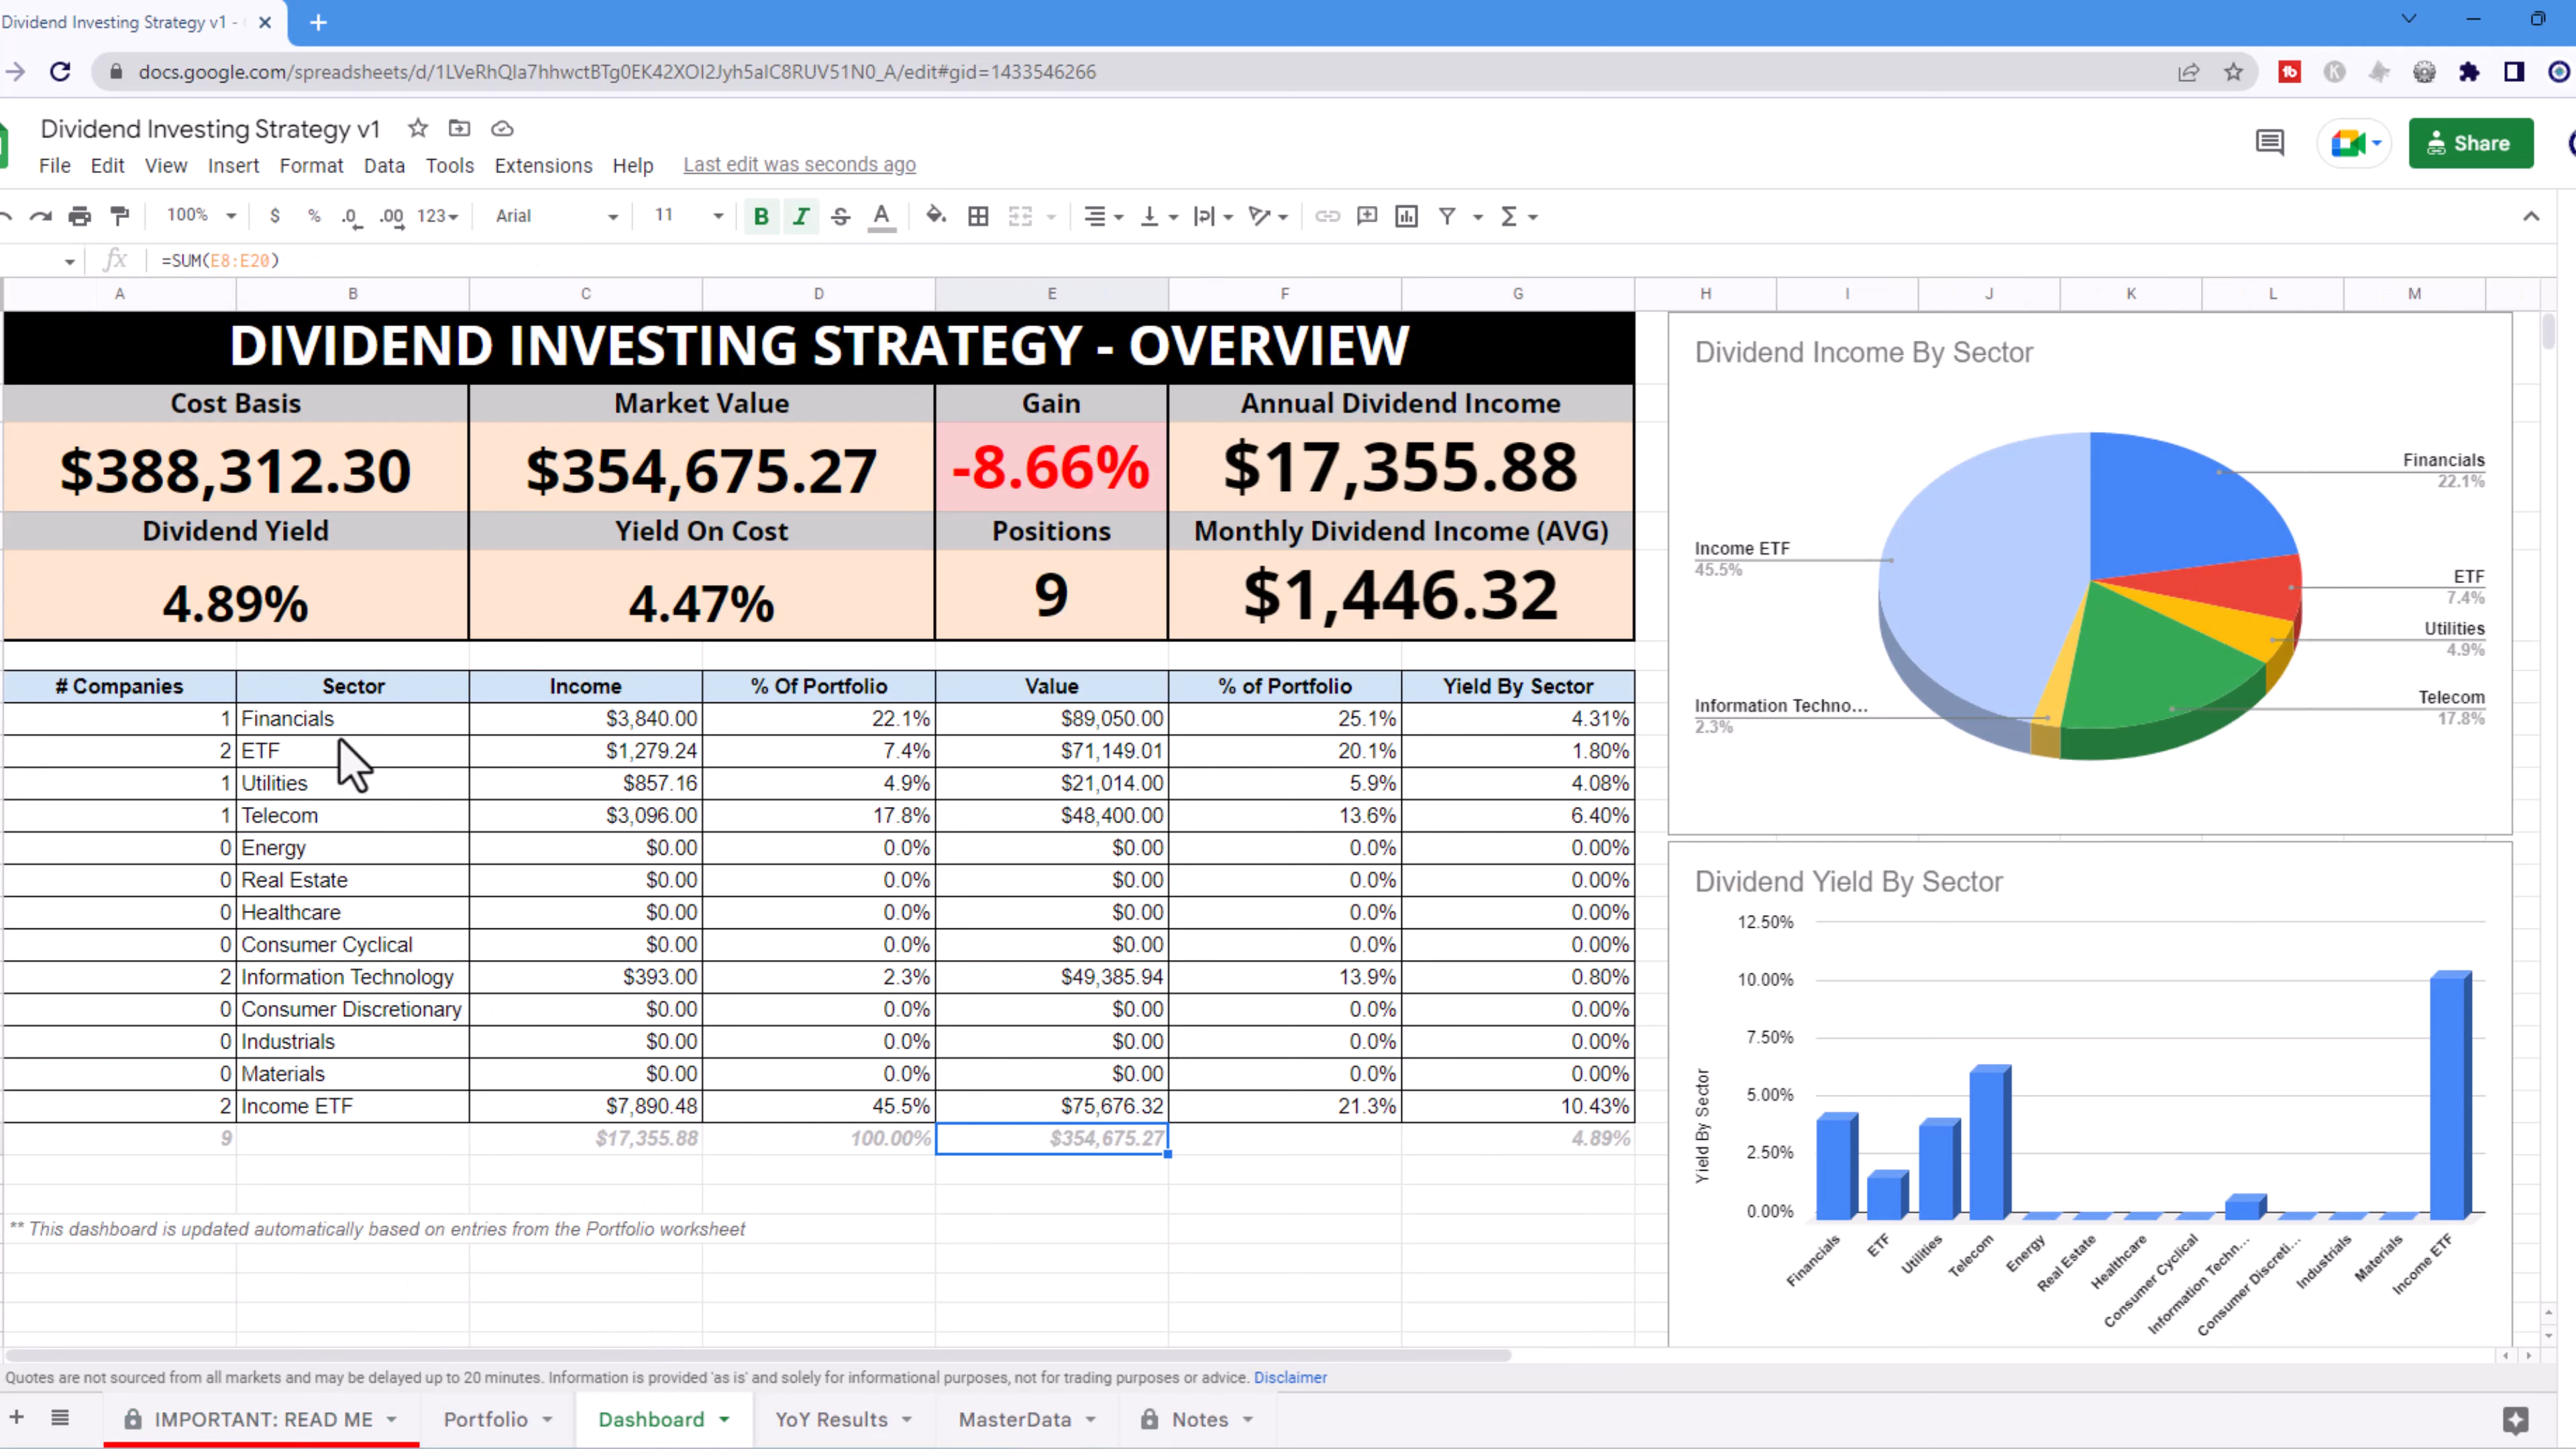 Dividend Investing Strategy v1 -
docs.google.com/spreadsheets/d/1LVeRhQIa7hhwctBTg0EK42XOI2Jyh5aIC8RUV51N0_A/edit#gid=1433546266
Dividend Investing Strategy v1
File Edit View Insert Format Data Tools Extensions Help Last edit was seconds ago
Share
100% $ % .0 .00 123 Arial 11 B I S A
fx =SUM(E8:E20)
A B C D E F G H I J K L M
DIVIDEND INVESTING STRATEGY - OVERVIEW
Cost Basis Market Value Gain Annual Dividend Income
$388,312.30 $354,675.27 -8.66% $17,355.88
Dividend Yield Yield On Cost Positions Monthly Dividend Income (AVG)
4.89% 4.47% 9 $1,446.32
# Companies Sector Income % Of Portfolio Value % of Portfolio Yield By Sector
1 Financials $3,840.00 22.1% $89,050.00 25.1% 4.31%
2 ETF $1,279.24 7.4% $71,149.01 20.1% 1.80%
1 Utilities $857.16 4.9% $21,014.00 5.9% 4.08%
1 Telecom $3,096.00 17.8% $48,400.00 13.6% 6.40%
0 Energy $0.00 0.0% $0.00 0.0% 0.00%
0 Real Estate $0.00 0.0% $0.00 0.0% 0.00%
0 Healthcare $0.00 0.0% $0.00 0.0% 0.00%
0 Consumer Cyclical $0.00 0.0% $0.00 0.0% 0.00%
2 Information Technology $393.00 2.3% $49,385.94 13.9% 0.80%
0 Consumer Discretionary $0.00 0.0% $0.00 0.0% 0.00%
0 Industrials $0.00 0.0% $0.00 0.0% 0.00%
0 Materials $0.00 0.0% $0.00 0.0% 0.00%
2 Income ETF $7,890.48 45.5% $75,676.32 21.3% 10.43%
9 $17,355.88 100.00% $354,675.27 4.89%
** This dashboard is updated automatically based on entries from the Portfolio worksheet
Dividend Income By Sector
Financials
22.1%
Income ETF
45.5%
ETF
7.4%
Utilities
4.9%
Telecom
17.8%
Information Techno...
2.3%
Dividend Yield By Sector
Yield By Sector
12.50%
10.00%
7.50%
5.00%
2.50%
0.00%
Financials
ETF
Utilities
Telecom
Energy
Real Estate
Healthcare
Consumer Cyclical
Information Techn...
Consumer Discreti...
Industrials
Materials
Income ETF
Quotes are not sourced from all markets and may be delayed up to 20 minutes. Information is provided 'as is' and solely for informational purposes, not for trading purposes or advice. Disclaimer
IMPORTANT: READ ME Portfolio Dashboard YoY Results MasterData Notes